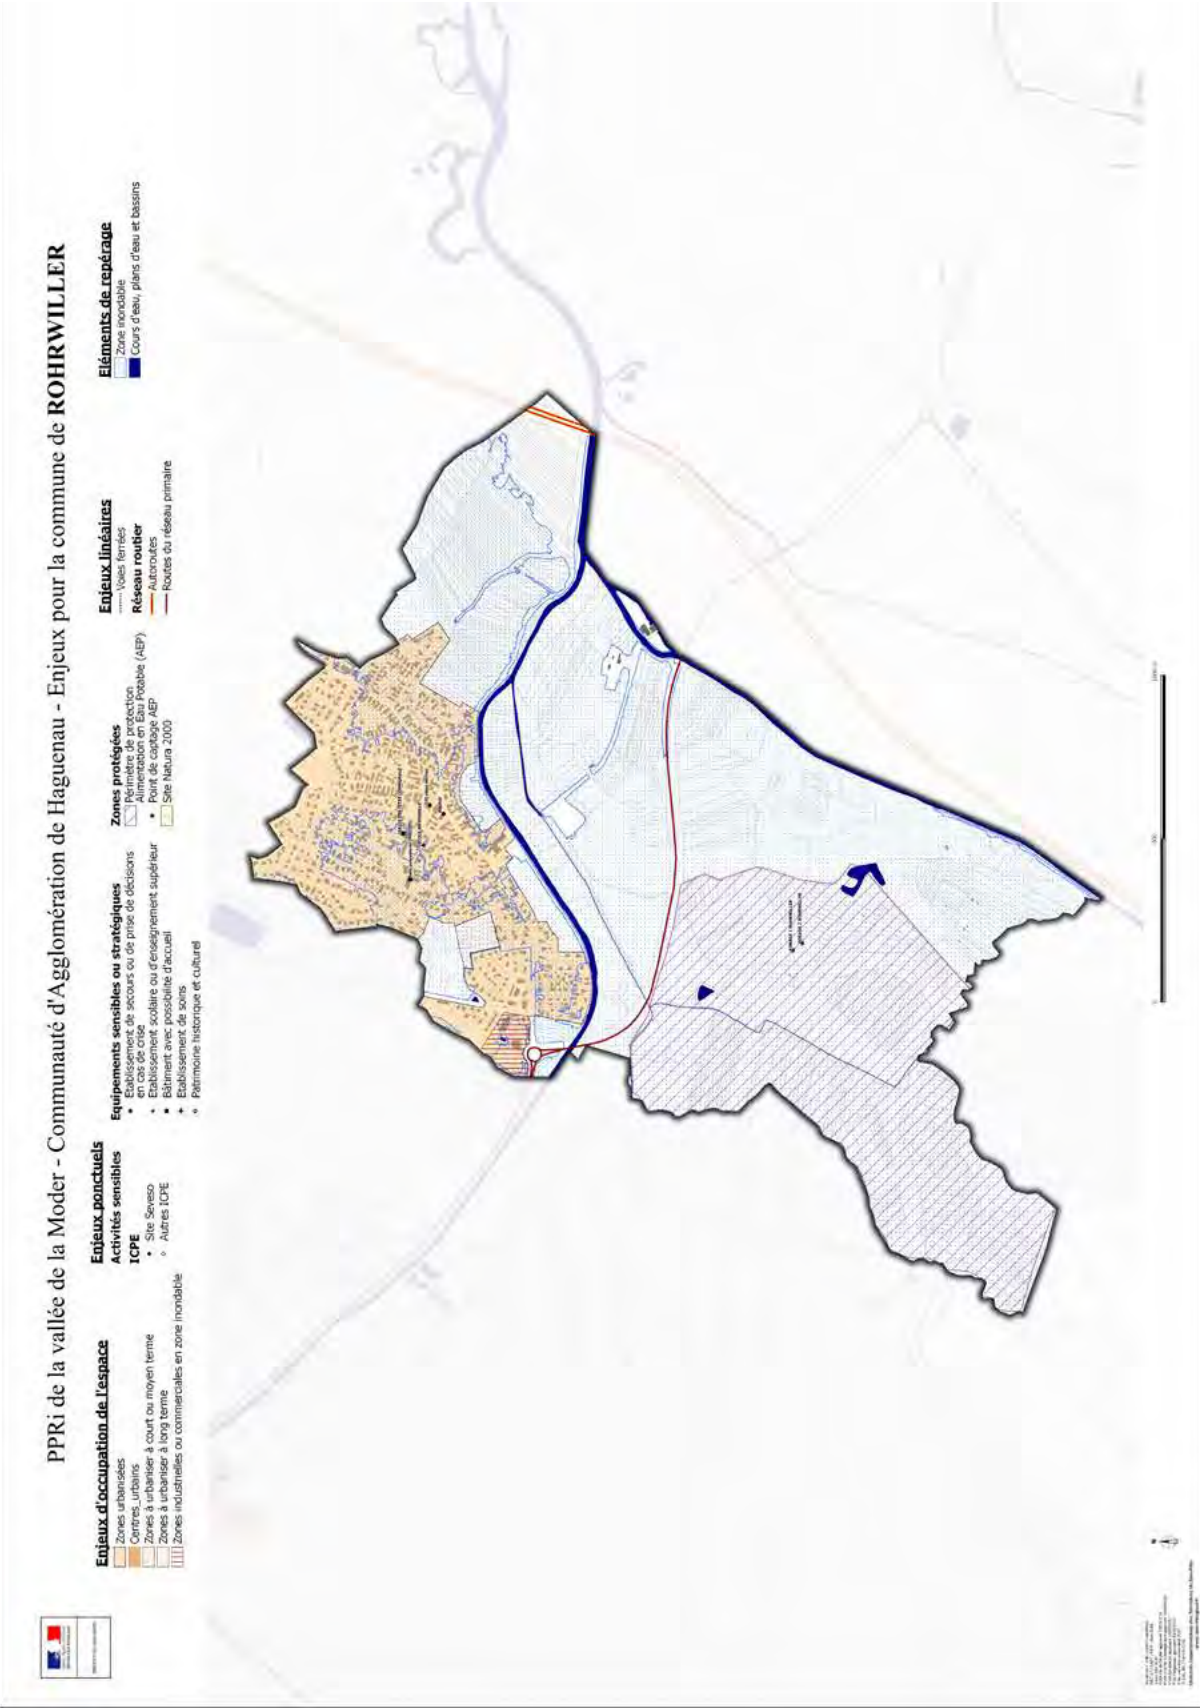 PPRi de la vallée de la Moder - Communauté d'Agglomération de Haguenau - Enjeux pour la commune de ROHRWILLER
Enjeux d'occupation de l'espace
Zones urbanisées
Centres_urbains
Zones à urbaniser à court ou moyen terme
Zones à urbaniser à long terme
Zones industrielles ou commerciales en zone inondable
Enjeux ponctuels
Activités sensibles
ICPE
Site Seveso
Autres ICPE
Equipements sensibles ou stratégiques
Etablissement de secours ou de prise de décisions
en cas de crise
Etablissement scolaire ou d'enseignement supérieur
Bâtiment avec possibilité d'accueil
Etablissement de soins
Patrimoine historique et culturel
Zones protégées
Périmètre de protection
Alimentation en Eau Potable (AEP)
Point de captage AEP
Site Natura 2000
Enjeux linéaires
Voies ferrées
Réseau routier
Autoroutes
Routes du réseau primaire
Eléments de repérage
Zone inondable
Cours d'eau, plans d'eau et bassins